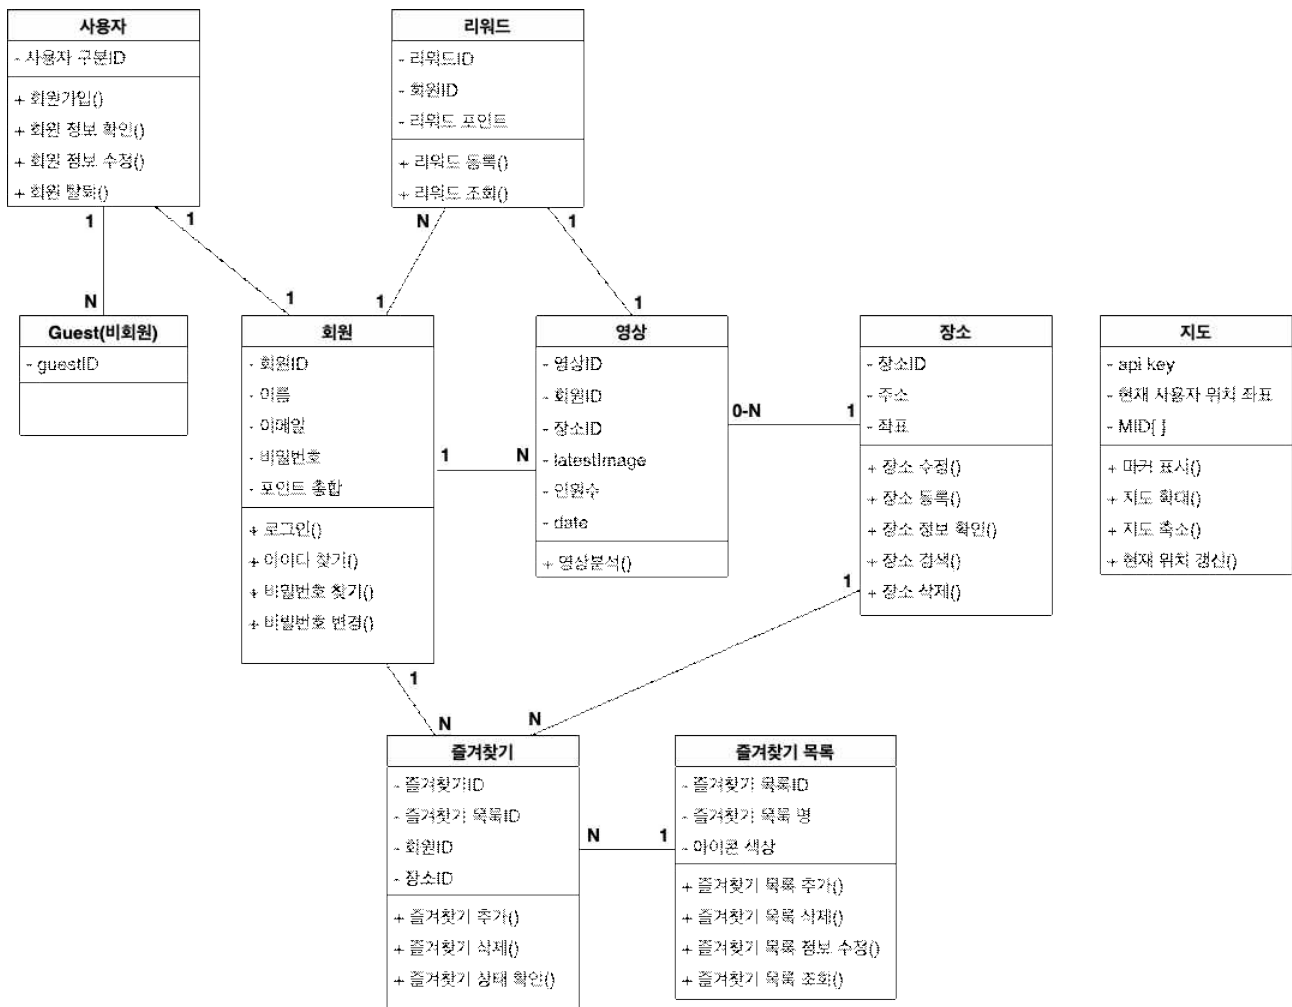 사용자
- 사용자 구분ID
+ 회원가입()
+ 회원 정보 확인()
+ 회원 정보 수정()
+ 회원 탈퇴()
리워드
- 리워드ID
- 회원ID
- 리워드 포인트
+ 리워드 등록()
+ 리워드 조회()
1
1
N
1
N
1
1
1
Guest(비회원)
- guestID
회원
- 회원ID
- 이름
- 이메일
- 비밀번호
- 포인트 총합
+ 로그인()
+ 아이디 찾기()
+ 비밀번호 찾기()
+ 비밀번호 변경()
1
N
영상
- 영상ID
- 회원ID
- 장소ID
- latestImage
- 인원수
- date
+ 영상분석()
0-N
1
장소
- 장소ID
- 주소
- 좌표
+ 장소 수정()
+ 장소 등록()
+ 장소 정보 확인()
+ 장소 검색()
+ 장소 삭제()
지도
- api key
- 현재 사용자 위치 좌표
- MID[ ]
+ 마커 표시()
+ 지도 확대()
+ 지도 축소()
+ 현재 위치 갱신()
1
1
N
N
즐겨찾기
- 즐겨찾기ID
- 즐겨찾기 목록ID
- 회원ID
- 장소ID
+ 즐겨찾기 추가()
+ 즐겨찾기 삭제()
+ 즐겨찾기 상태 확인()
N
1
즐겨찾기 목록
- 즐겨찾기 목록ID
- 즐겨찾기 목록 명
- 아이콘 색상
+ 즐겨찾기 목록 추가()
+ 즐겨찾기 목록 삭제()
+ 즐겨찾기 목록 정보 수정()
+ 즐겨찾기 목록 조회()